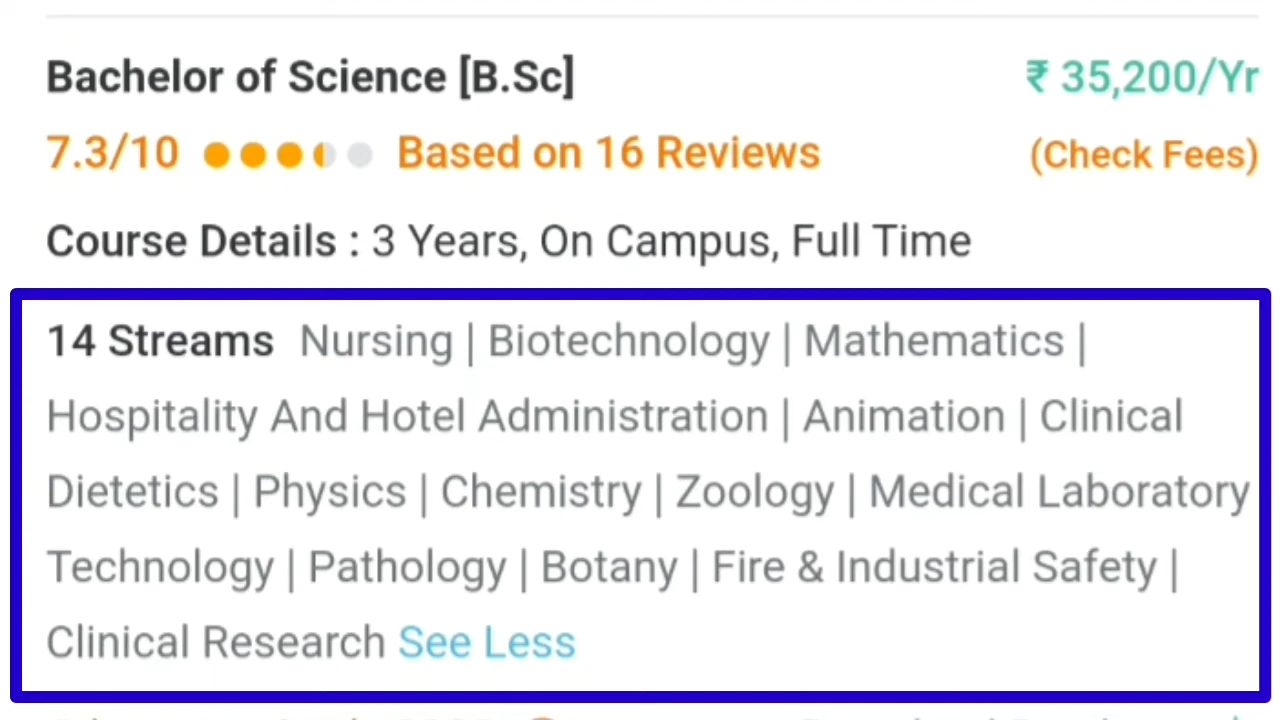 Bachelor of Science [B.Sc]
₹ 35,200/Yr
7.3/10
Based on 16 Reviews
(Check Fees)
Course Details : 3 Years, On Campus, Full Time
14 Streams Nursing | Biotechnology | Mathematics |
Hospitality And Hotel Administration | Animation | Clinical
Dietetics | Physics | Chemistry | Zoology | Medical Laboratory
Technology | Pathology | Botany | Fire & Industrial Safety |
Clinical Research See Less